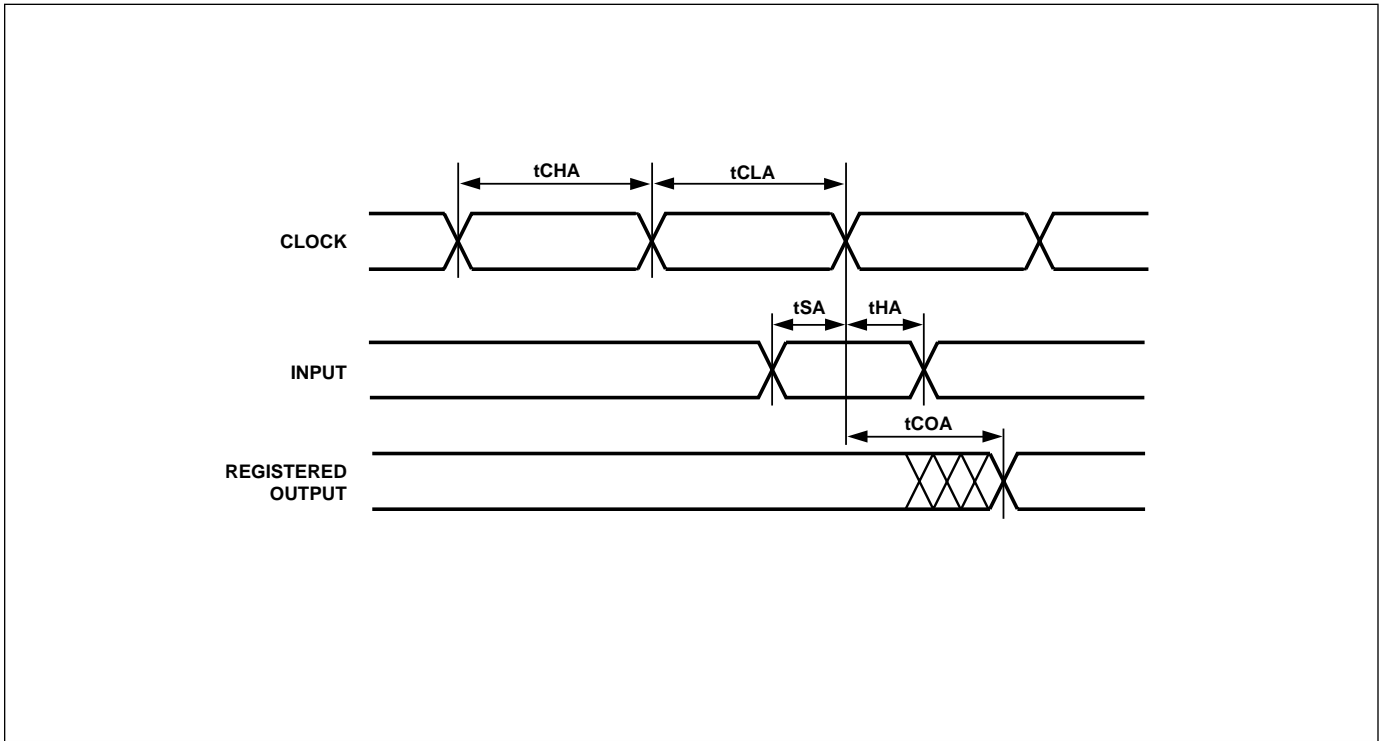 tCHA
tCLA
CLOCK
tSA
tHA
INPUT
tCOA
REGISTERED
OUTPUT